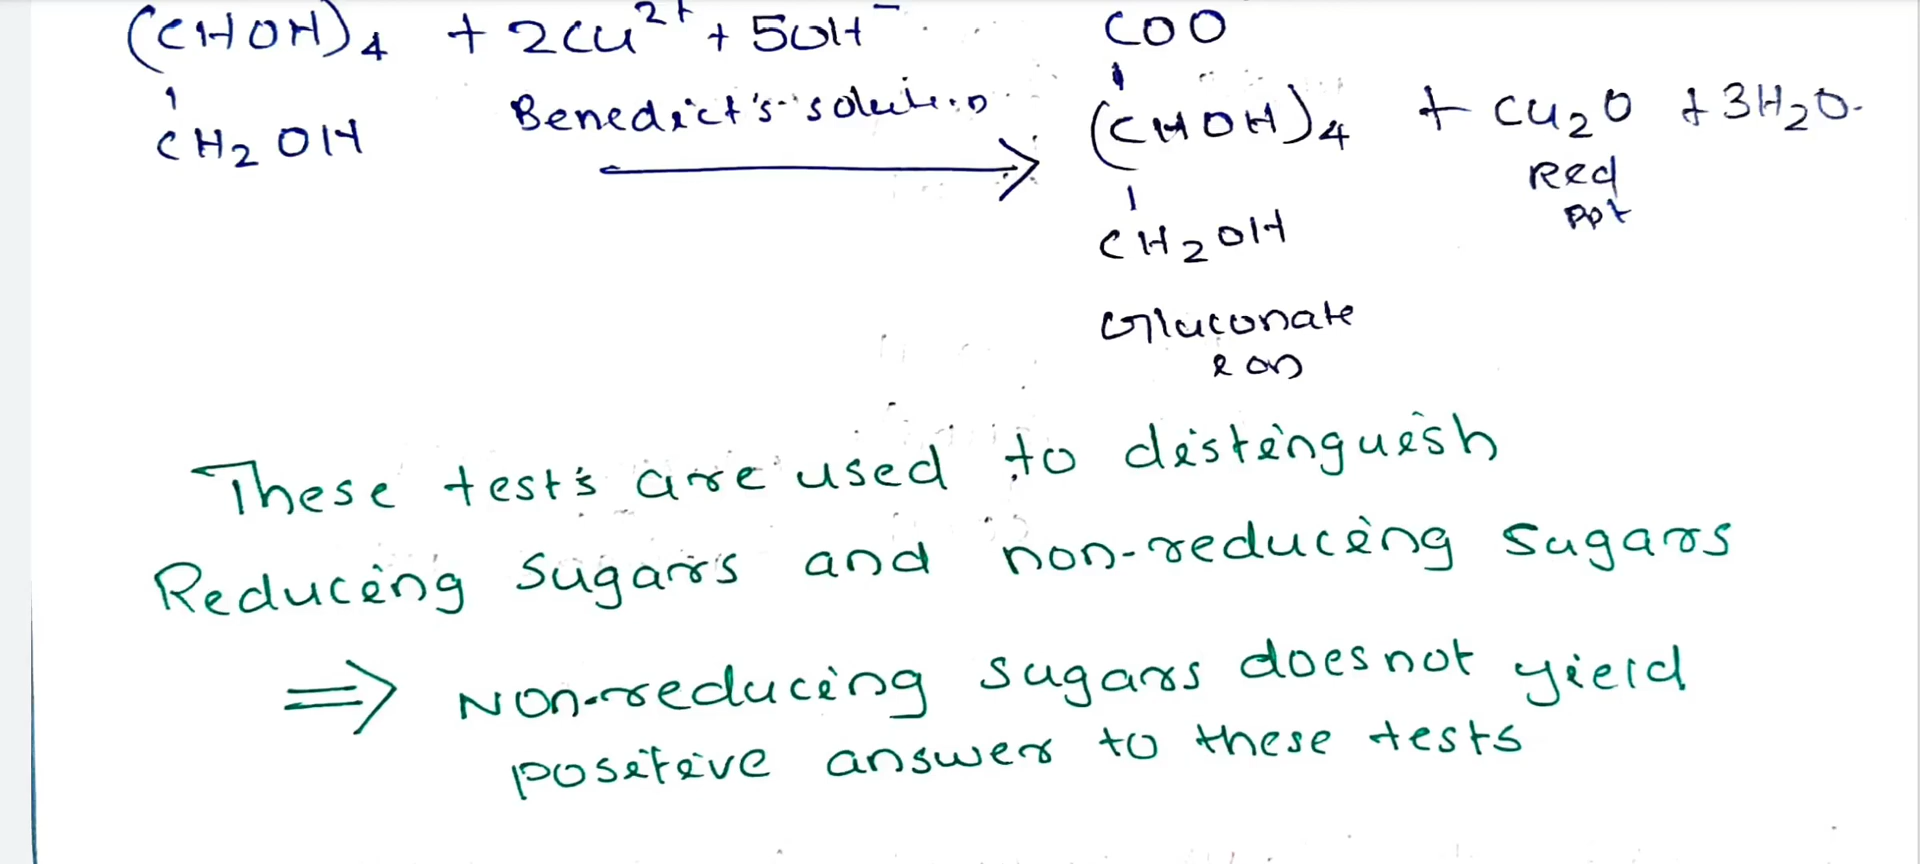 (CHOH)4 + 2Cu2+ + 5OH− COO
CH2OH Benedict's solution (CHOH)4 + Cu2O + 3H2O.
Red
ppt
CH2OH
Gluconate
ion
These tests are used to distinguish
Reducing sugars and non-reducing sugars
⇒ Non-reducing sugars does not yield
positive answer to these tests